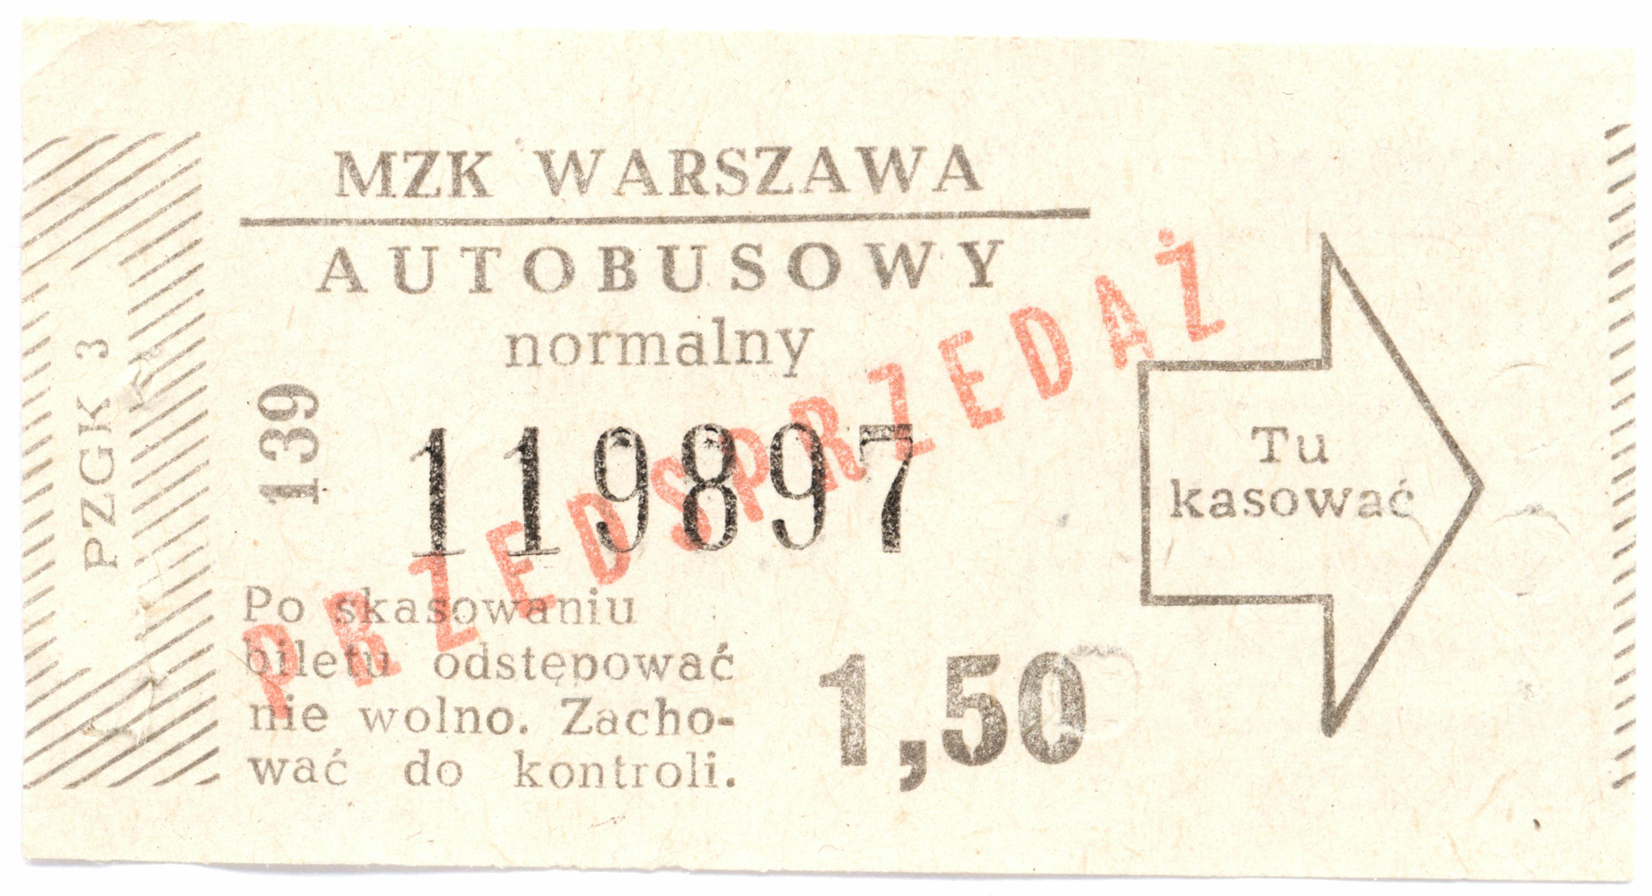 PZGK 3
MZK WARSZAWA
AUTOBUSOWY
normalny
139
119897
PRZEDSPRZEDAŻ
Po skasowaniu
biletu odstępować
nie wolno. Zacho-
wać do kontroli.
1,50
Tu
kasować